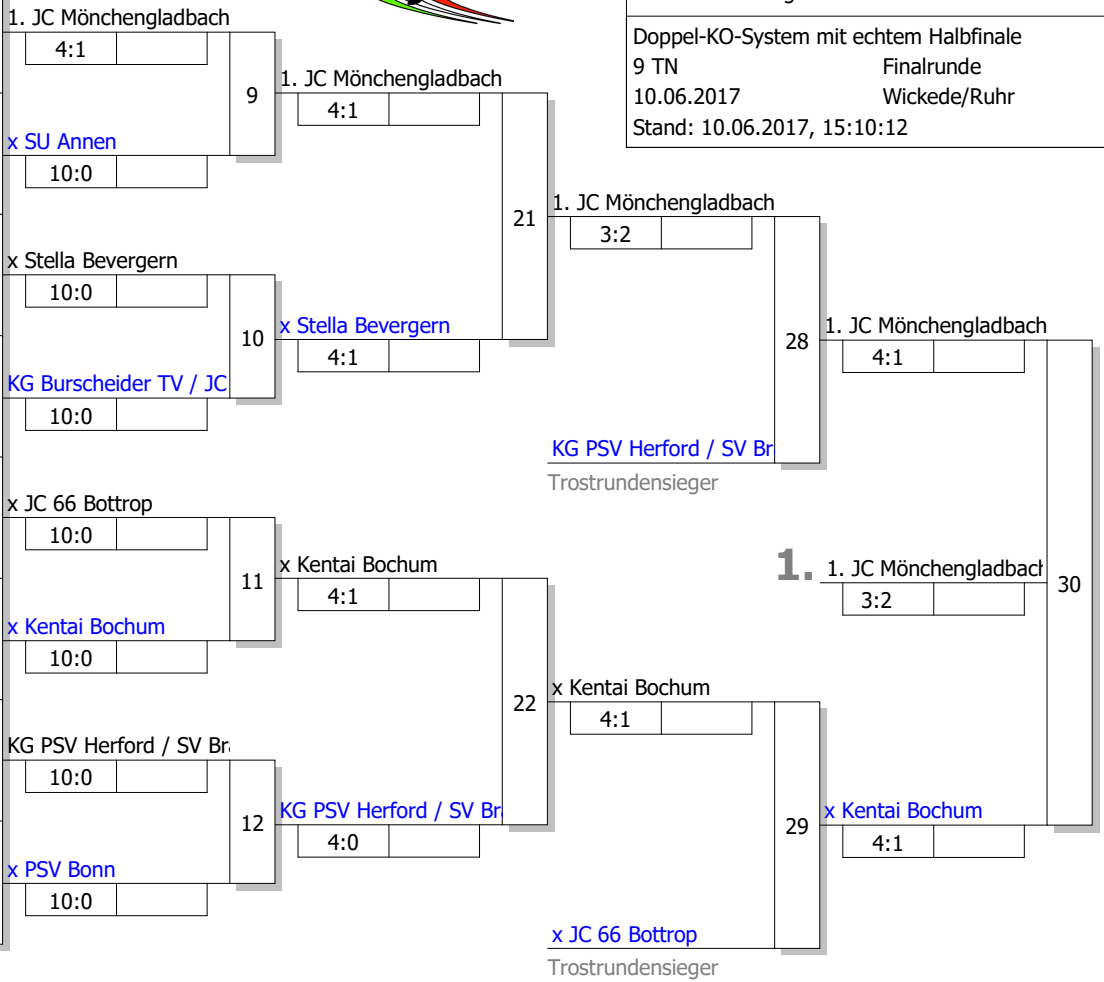 1. JC Mönchengladbach
4:1
x SU Annen
10:0
x Stella Bevergern
10:0
KG Burscheider TV / JC
10:0
x JC 66 Bottrop
10:0
x Kentai Bochum
10:0
KG PSV Herford / SV Br
10:0
x PSV Bonn
10:0
9
10
11
12
1. JC Mönchengladbach
4:1
x Stella Bevergern
4:1
x Kentai Bochum
4:1
KG PSV Herford / SV Br
4:0
21
22
1. JC Mönchengladbach
3:2
KG PSV Herford / SV Br
Trostrundensieger
x Kentai Bochum
4:1
x JC 66 Bottrop
Trostrundensieger
28
29
1. JC Mönchengladbach
4:1
1. 1. JC Mönchengladbach
3:2
x Kentai Bochum
4:1
30
Doppel-KO-System mit echtem Halbfinale
9 TN Finalrunde
10.06.2017 Wickede/Ruhr
Stand: 10.06.2017, 15:10:12